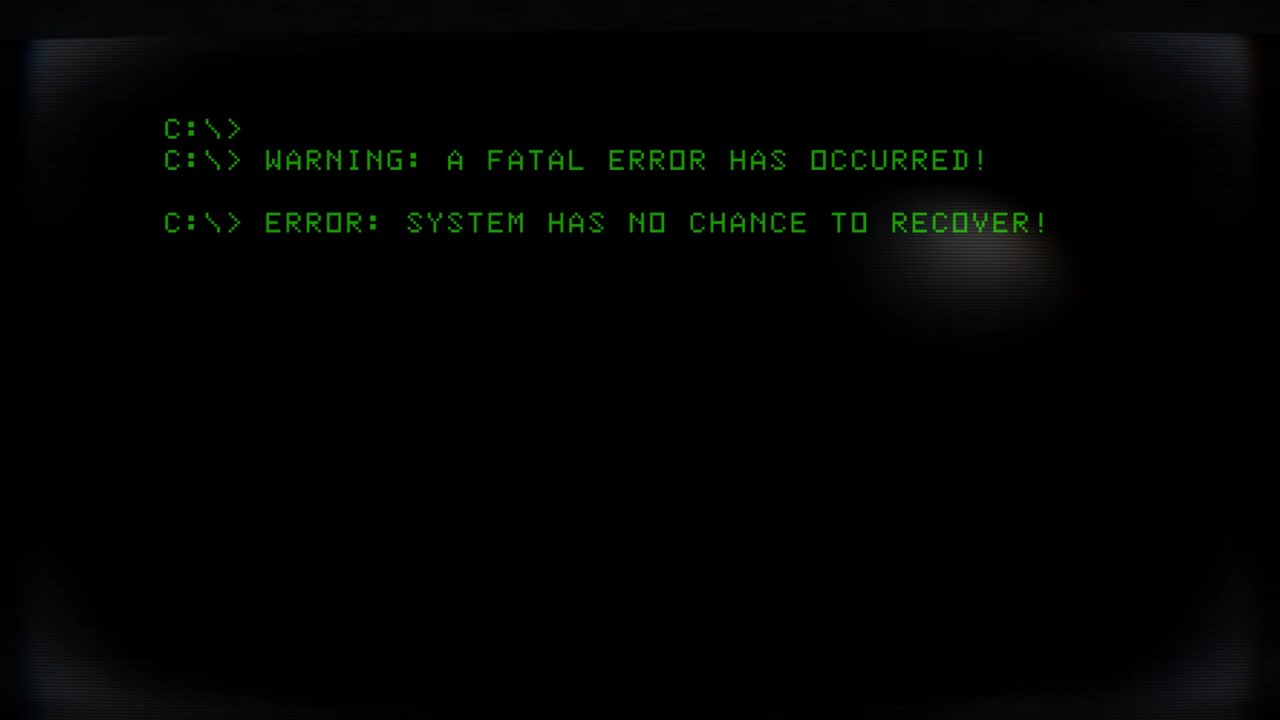 C:\>
C:\> WARNING: A FATAL ERROR HAS OCCURRED!
C:\> ERROR: SYSTEM HAS NO CHANCE TO RECOVER!